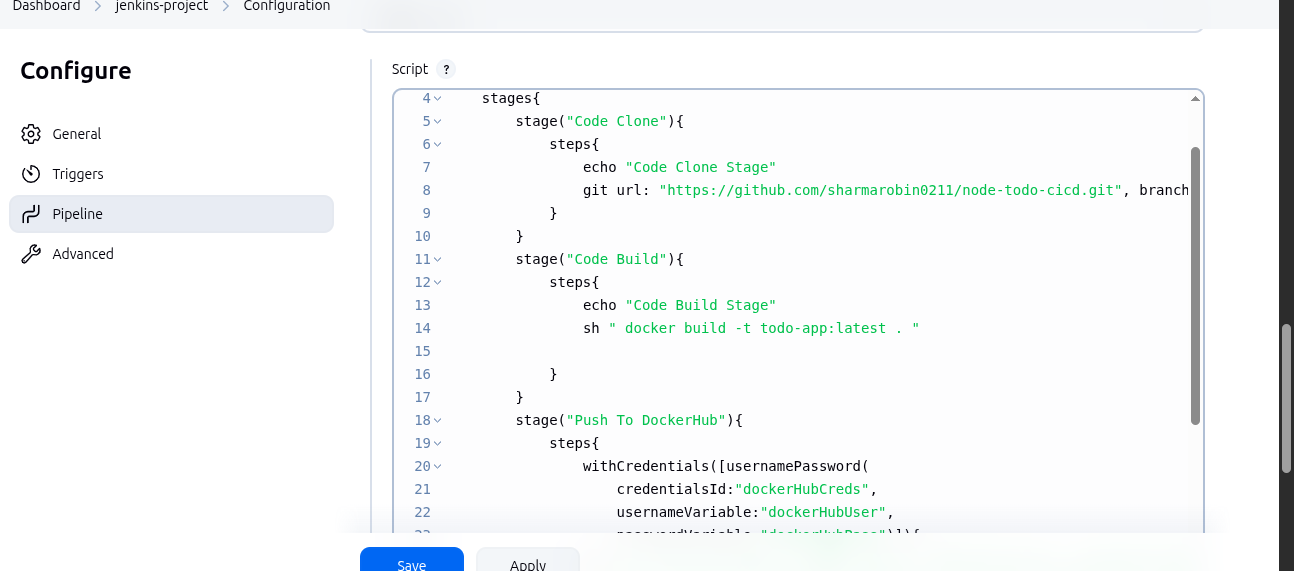 Dashboard > jenkins-project > Configuration
Configure
General
Triggers
Pipeline
Advanced
Script ?
4 stages{
5 stage("Code Clone"){
6 steps{
7 echo "Code Clone Stage"
8 git url: "https://github.com/sharmarobin0211/node-todo-cicd.git", branch
9 }
10 }
11 stage("Code Build"){
12 steps{
13 echo "Code Build Stage"
14 sh " docker build -t todo-app:latest . "
15
16 }
17 }
18 stage("Push To DockerHub"){
19 steps{
20 withCredentials([usernamePassword(
21 credentialsId:"dockerHubCreds",
22 usernameVariable:"dockerHubUser",
23 passwordVariable:"dockerHubPass")]){
Save
Apply